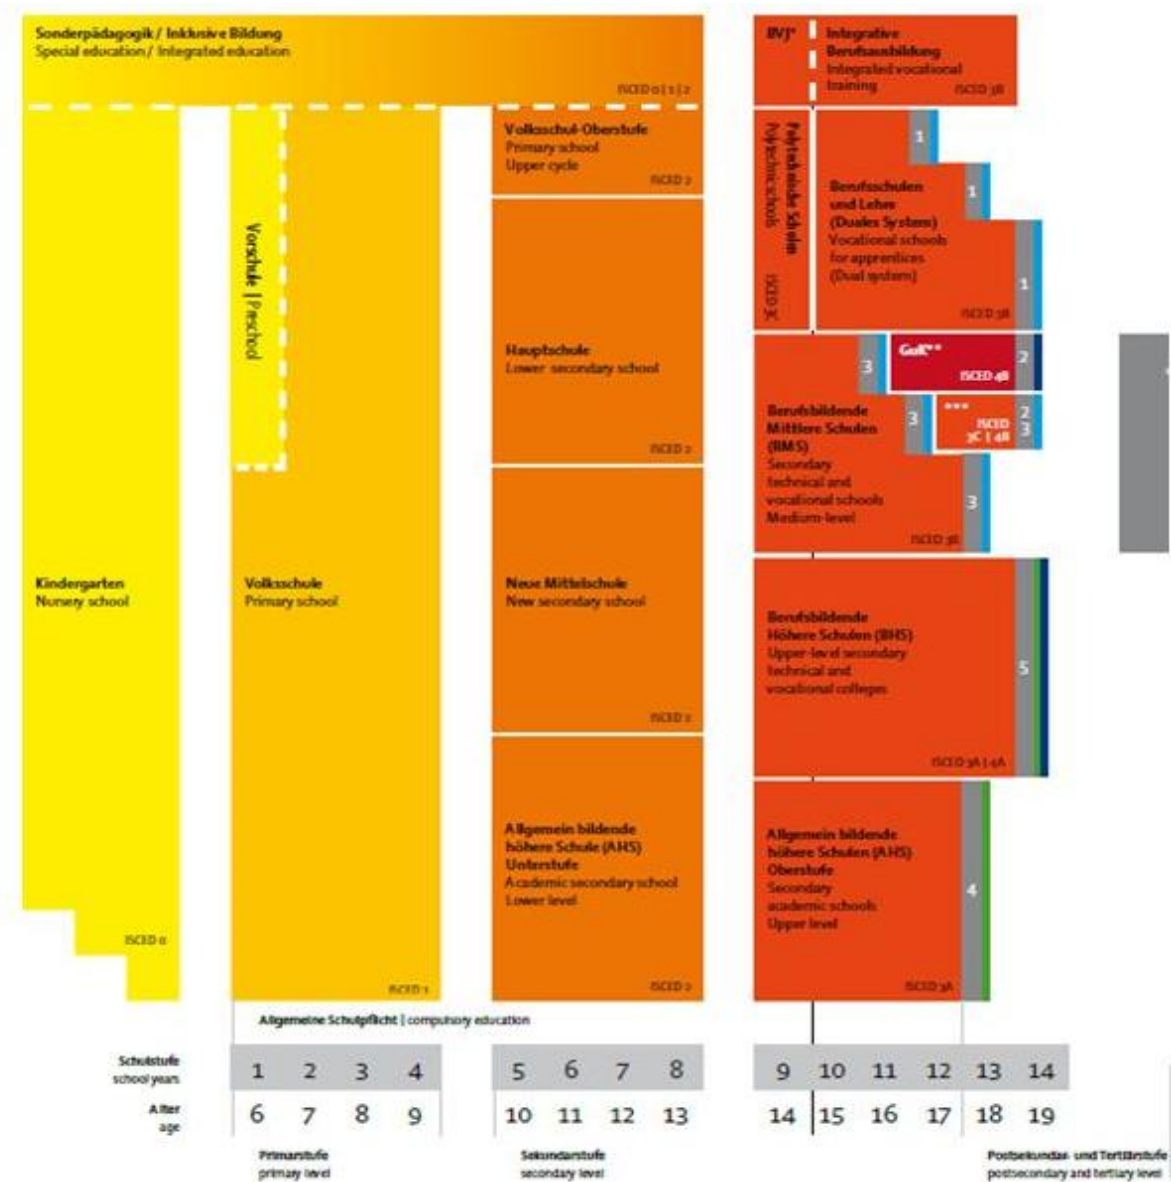 Sonderpädagogik / Inklusive Bildung
Special education / Integrated education
ISCED 0 | 1 | 2
BVJ*
Integrative
Berufsausbildung
Integrated vocational
training
ISCED 3B
Kindergarten
Nursery school
ISCED 0
Vorschule | Preschool
Volksschule
Primary school
ISCED 1
Volksschul-Oberstufe
Primary school
Upper cycle
ISCED 2
Hauptschule
Lower secondary school
ISCED 2
Neue Mittelschule
New secondary school
ISCED 2
Allgemein bildende
höhere Schule (AHS)
Unterstufe
Academic secondary school
Lower level
ISCED 2
Polytechnische Schulen
Polytechnic schools
ISCED 3C
Berufsschulen
und Lehre
(Duales System)
Vocational schools
for apprentices
(Dual system)
ISCED 3B
1
1
1
Berufsbildende
Mittlere Schulen
(BMS)
Secondary
technical and
vocational schools
Medium-level
ISCED 3B
3
3
3
GuK**
ISCED 4B
2
***
ISCED
3C | 4B
2
3
Berufsbildende
Höhere Schulen (BHS)
Upper-level secondary
technical and
vocational colleges
ISCED 3A | 4A
5
Allgemein bildende
höhere Schulen (AHS)
Oberstufe
Secondary
academic schools
Upper level
ISCED 3A
4
Allgemeine Schulpflicht | compulsory education
Schulstufe
school years
1 2 3 4 5 6 7 8 9 10 11 12 13 14
Alter
age
6 7 8 9 10 11 12 13 14 15 16 17 18 19
Primarstufe
primary level
Sekundarstufe
secondary level
Postsekundar- und Tertiärstufe
postsecondary and tertiary level